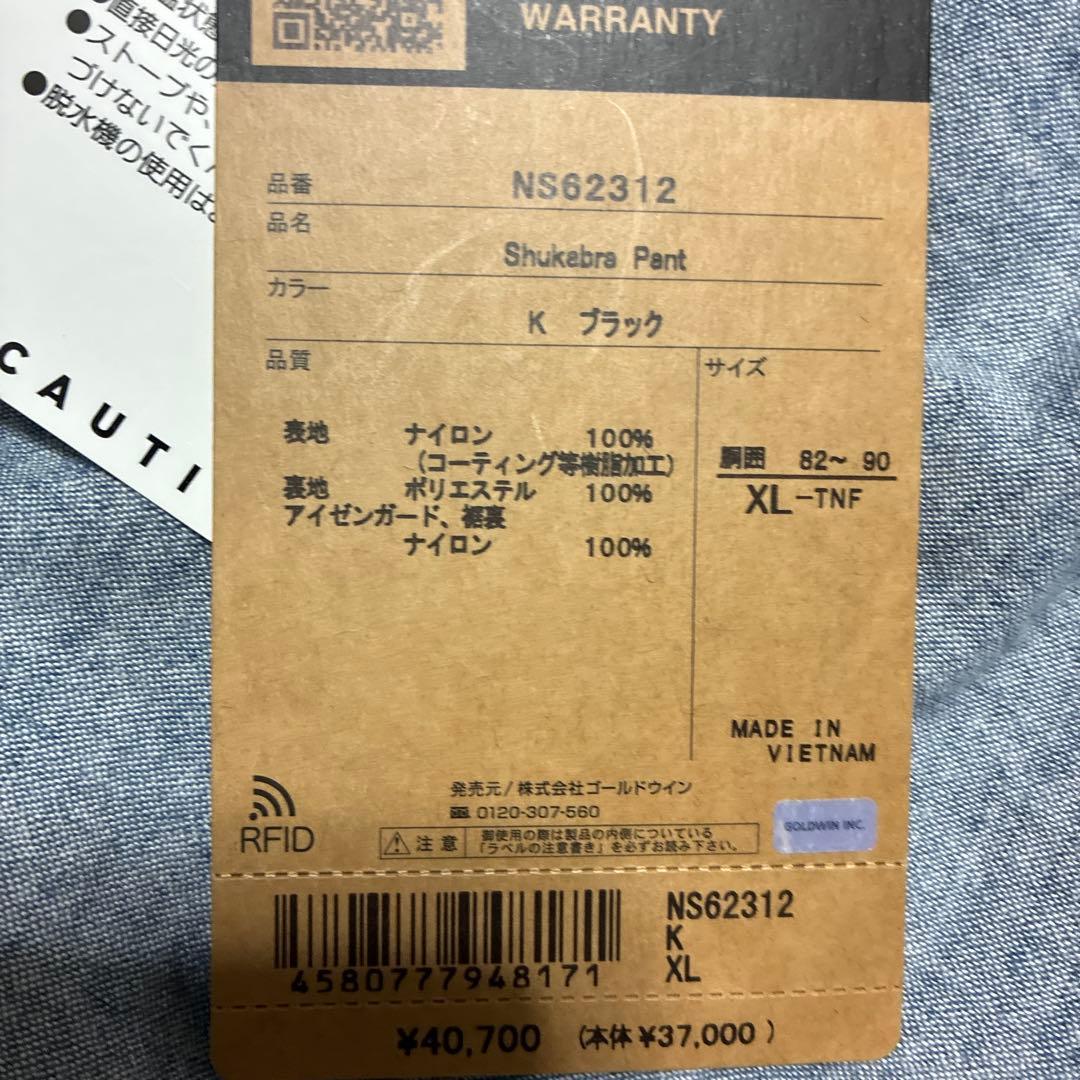 直接日光の
●ストーブや、
づけないでく
●脱水機の使用は
CAUTI
WARRANTY
品番 NS62312
品名
Shukabra Pant
カラー
K ブラック
品質
サイズ
表地 ナイロン 100%
(コーティング等樹脂加工)
裏地 ポリエステル 100%
アイゼンガード、裾裏
ナイロン 100%
胴囲 82～ 90
XL-TNF
MADE IN
VIETNAM
発売元/株式会社ゴールドウイン
0120-307-560
RFID
注意
御使用の際は製品の内側についている
「ラベルの注意書き」を必ずお読み下さい。
GOLDWIN INC.
4580777948171
NS62312
K
XL
¥40,700 (本体¥37,000)